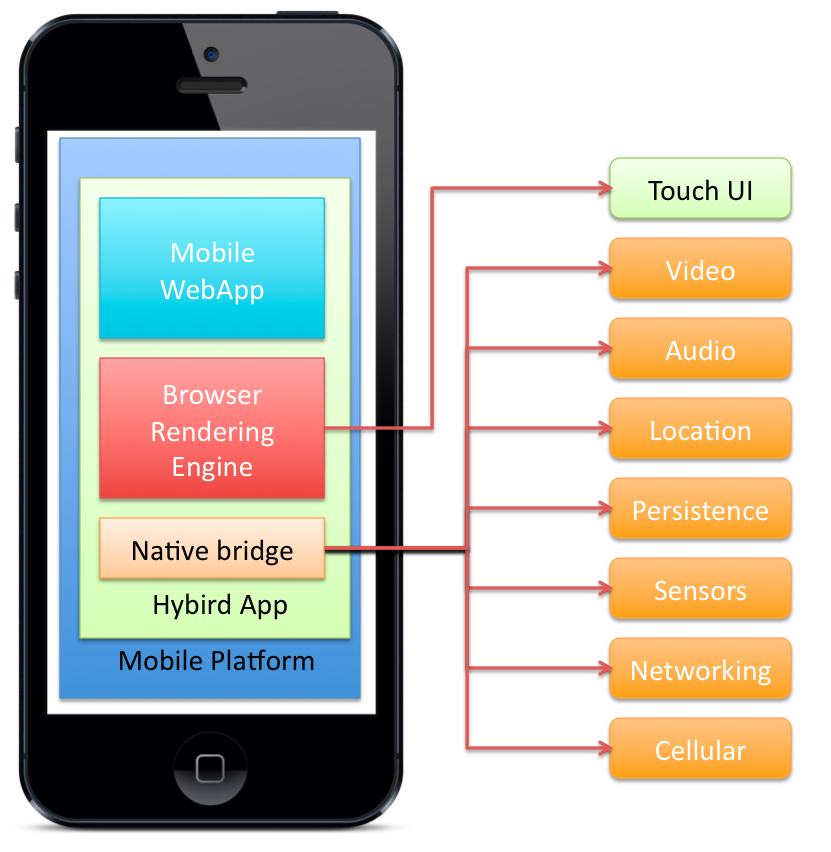 Mobile
WebApp
Browser
Rendering
Engine
Native bridge
Hybird App
Mobile Platform
Touch UI
Video
Audio
Location
Persistence
Sensors
Networking
Cellular